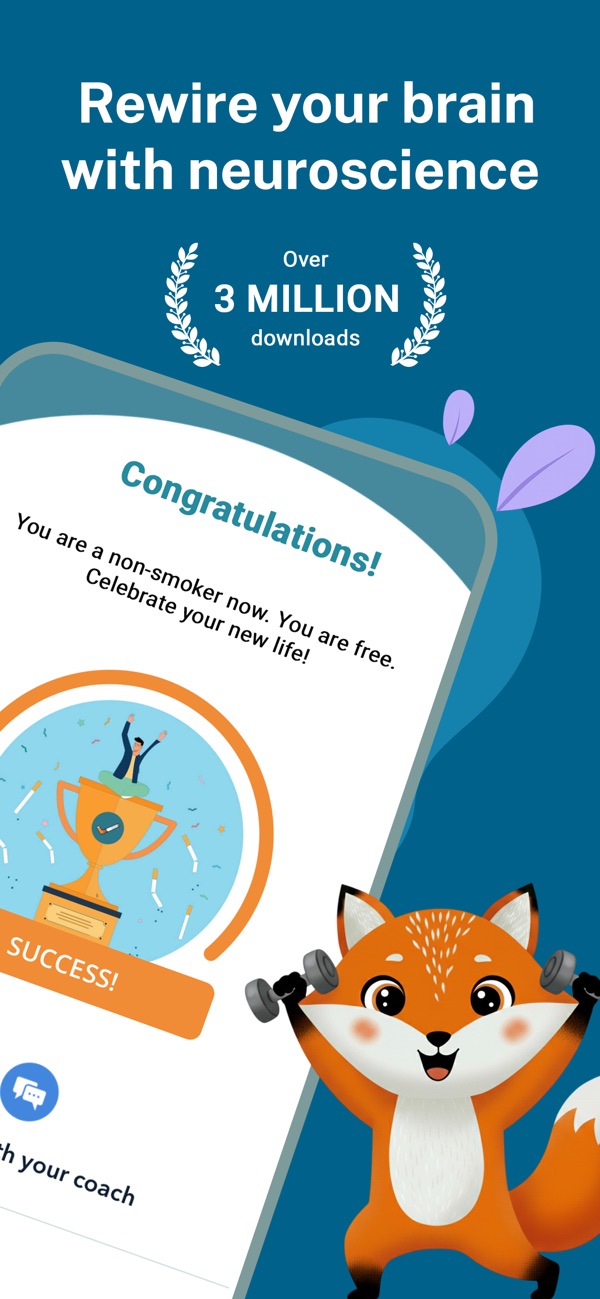 Rewire your brain
with neuroscience
Over
3 MILLION
downloads
Congratulations!
You are a non-smoker now. You are free.
Celebrate your new life!
SUCCESS!
your coach